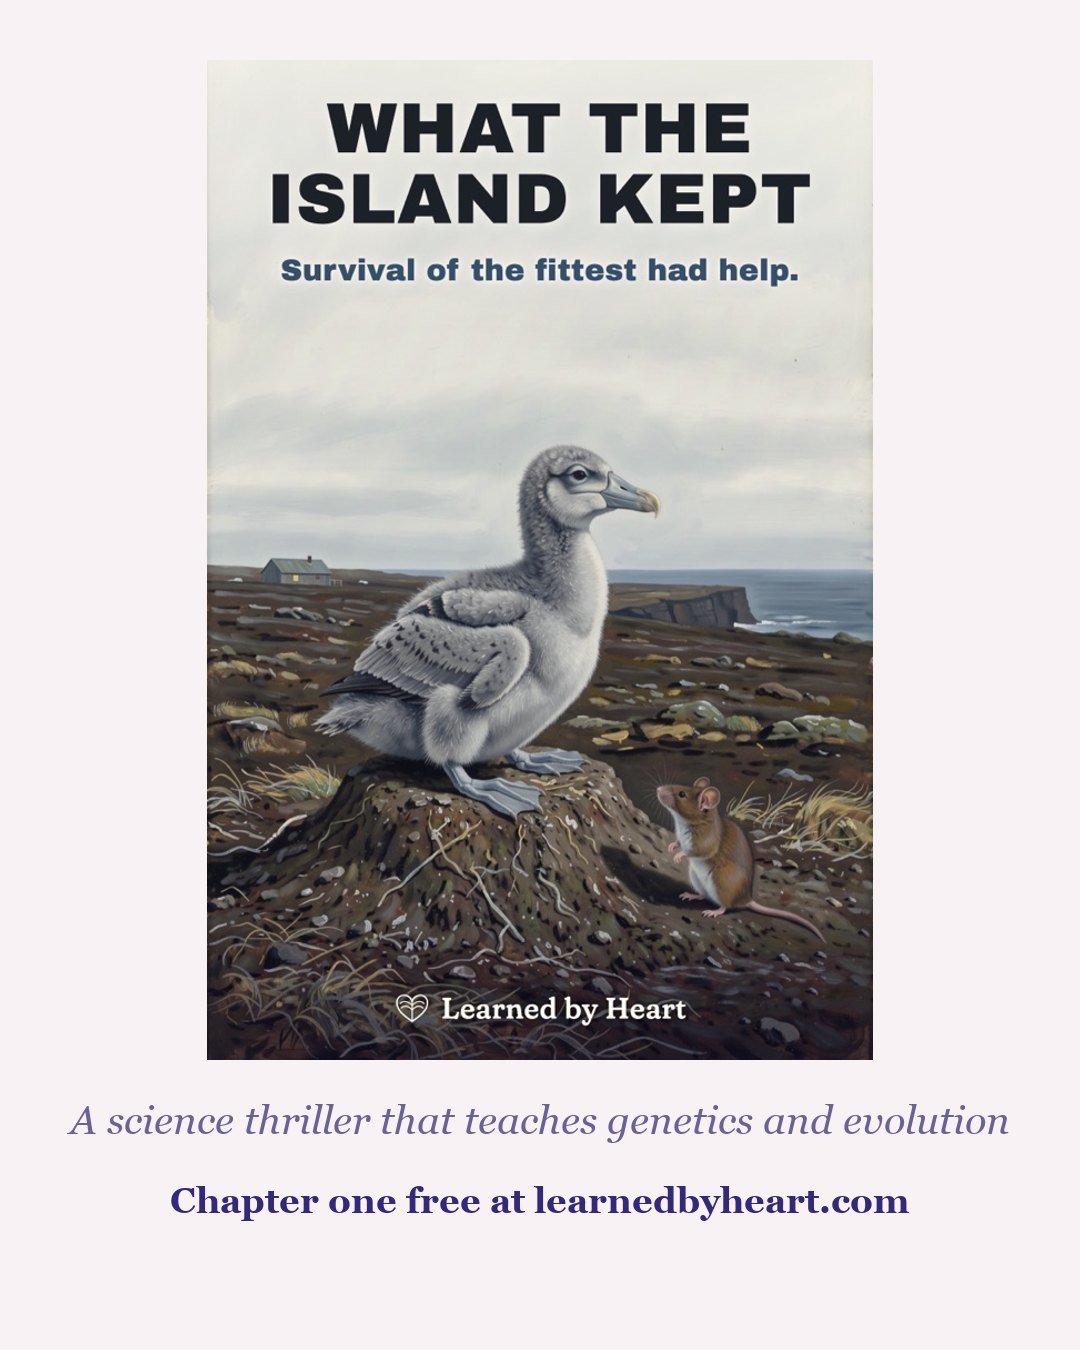 WHAT THE
ISLAND KEPT
Survival of the fittest had help.
Learned by Heart
A science thriller that teaches genetics and evolution
Chapter one free at learnedbyheart.com